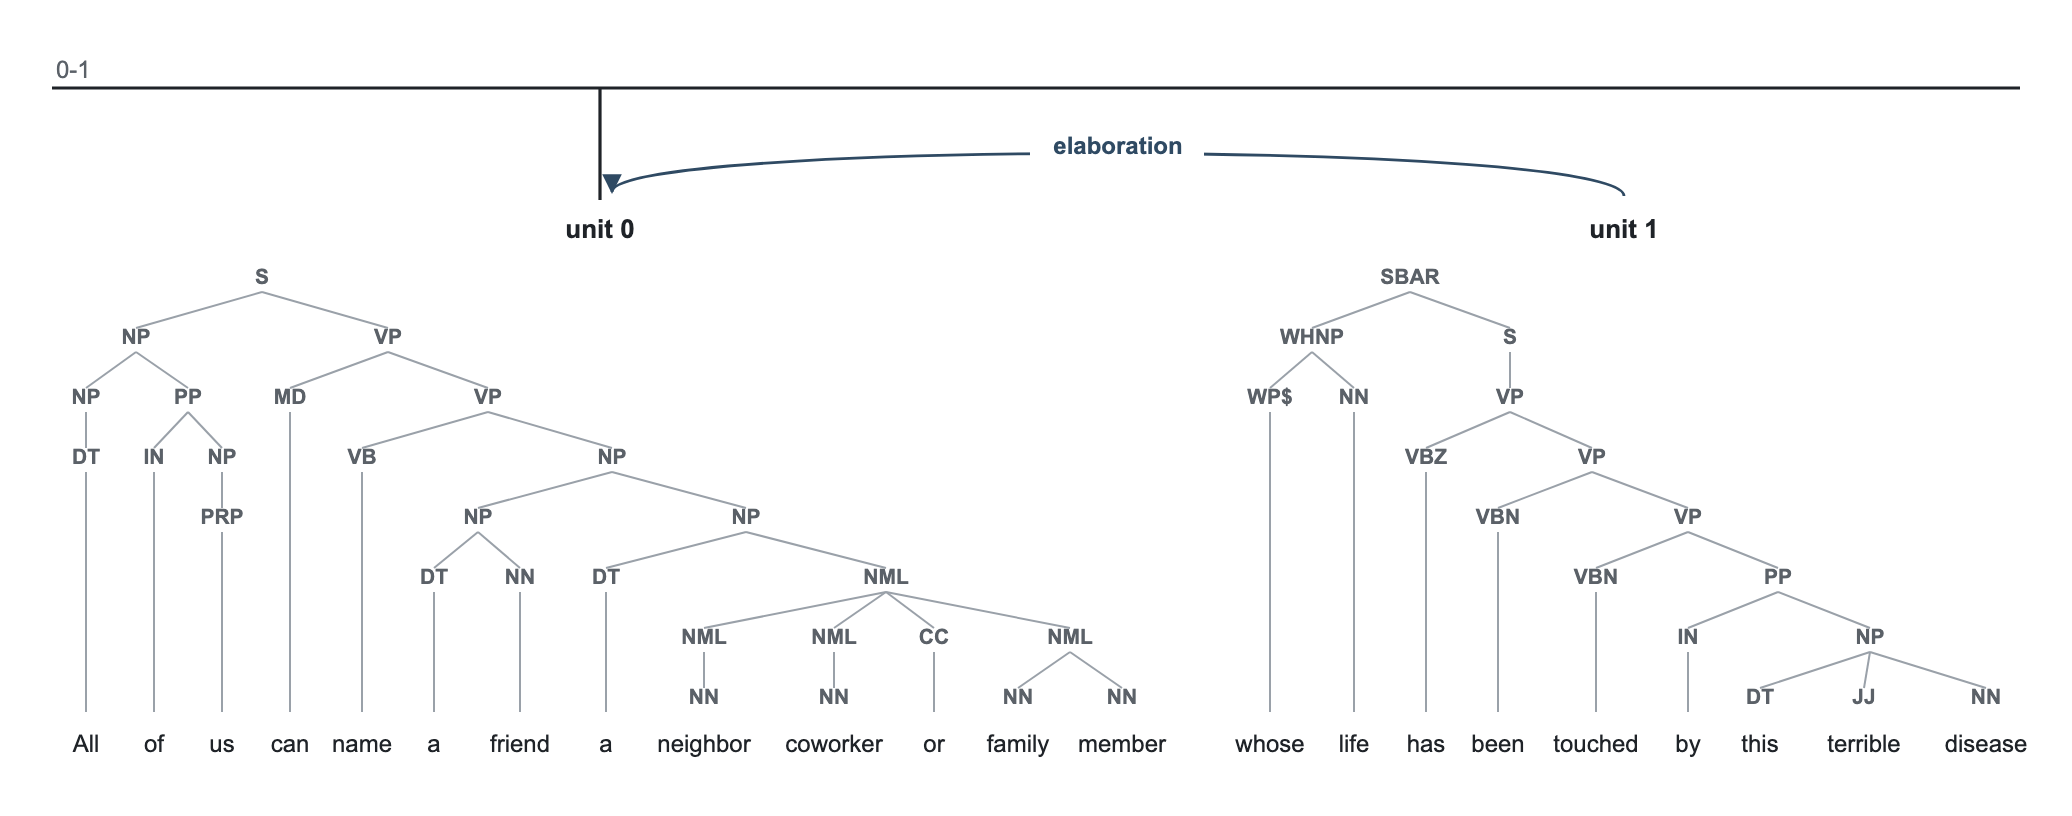 0-1
elaboration
unit 0 unit 1
S SBAR
NP VP WHNP S
NP PP MD VP WP$ NN VP
DT IN NP VB NP VBZ VP
PRP NP NP VBN VP
DT NN DT NML VBN PP
NML NML CC NML IN NP
NN NN NN NN DT JJ NN
All of us can name a friend a neighbor coworker or family member whose life has been touched by this terrible disease